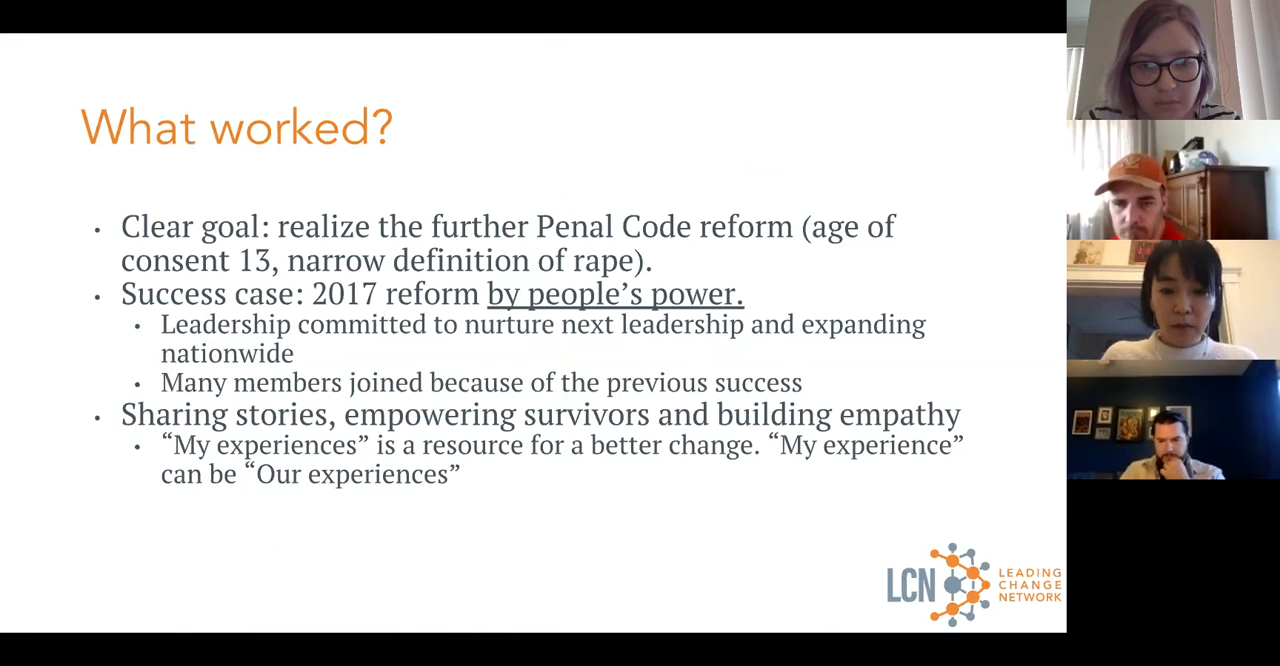 What worked?
• Clear goal: realize the further Penal Code reform (age of
consent 13, narrow definition of rape).
• Success case: 2017 reform by people’s power.
• Leadership committed to nurture next leadership and expanding
nationwide
• Many members joined because of the previous success
• Sharing stories, empowering survivors and building empathy
• “My experiences” is a resource for a better change. “My experience”
can be “Our experiences”
LCN
LEADING
CHANGE
NETWORK